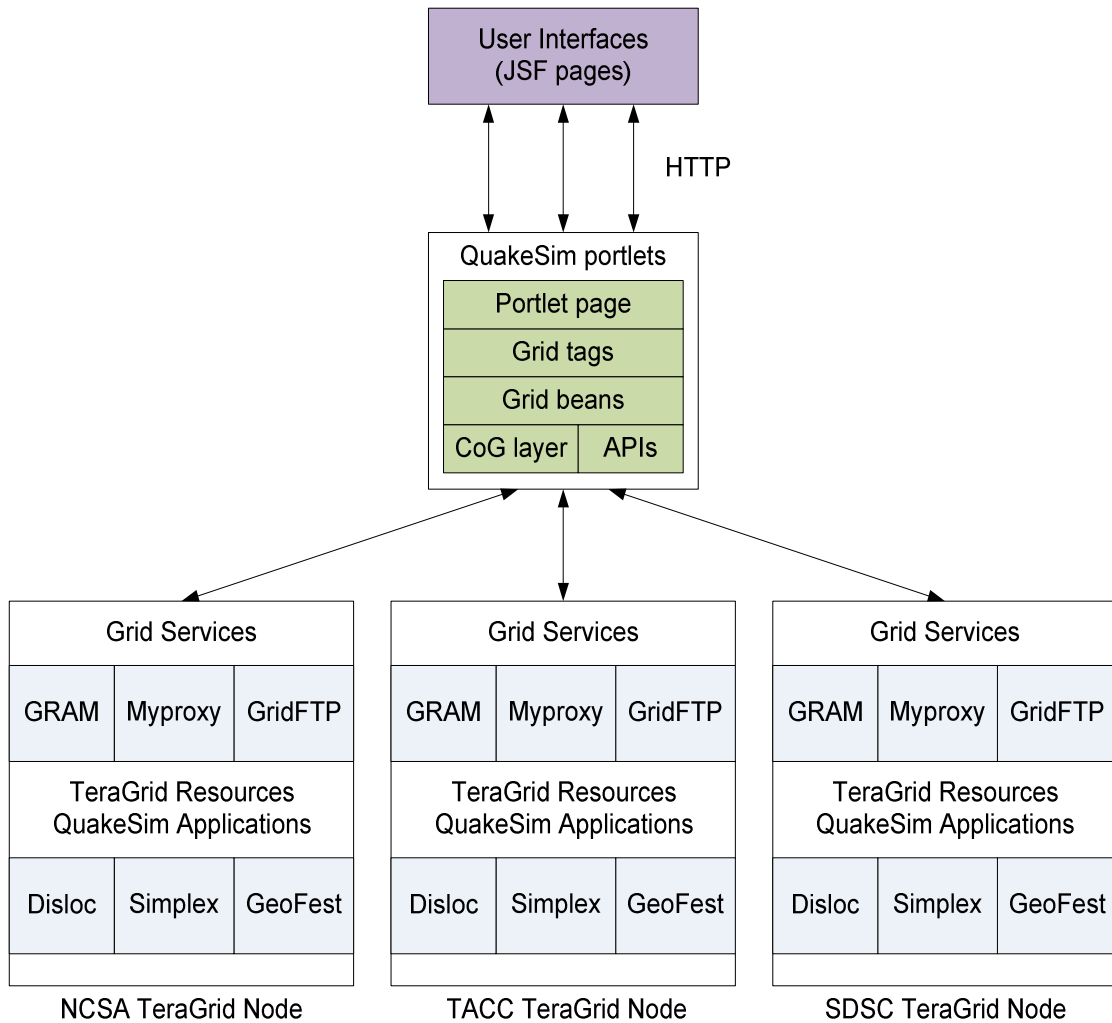 User Interfaces
(JSF pages)
HTTP
QuakeSim portlets
Portlet page
Grid tags
Grid beans
CoG layer
APIs
Grid Services
GRAM
Myproxy
GridFTP
TeraGrid Resources
QuakeSim Applications
Disloc
Simplex
GeoFest
NCSA TeraGrid Node
Grid Services
GRAM
Myproxy
GridFTP
TeraGrid Resources
QuakeSim Applications
Disloc
Simplex
GeoFest
TACC TeraGrid Node
Grid Services
GRAM
Myproxy
GridFTP
TeraGrid Resources
QuakeSim Applications
Disloc
Simplex
GeoFest
SDSC TeraGrid Node